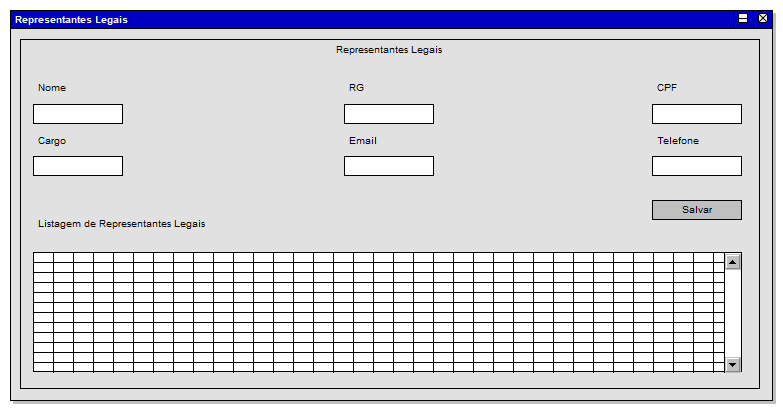 Representantes Legais
Representantes Legais
Nome RG CPF
Cargo Email Telefone
Salvar
Listagem de Representantes Legais